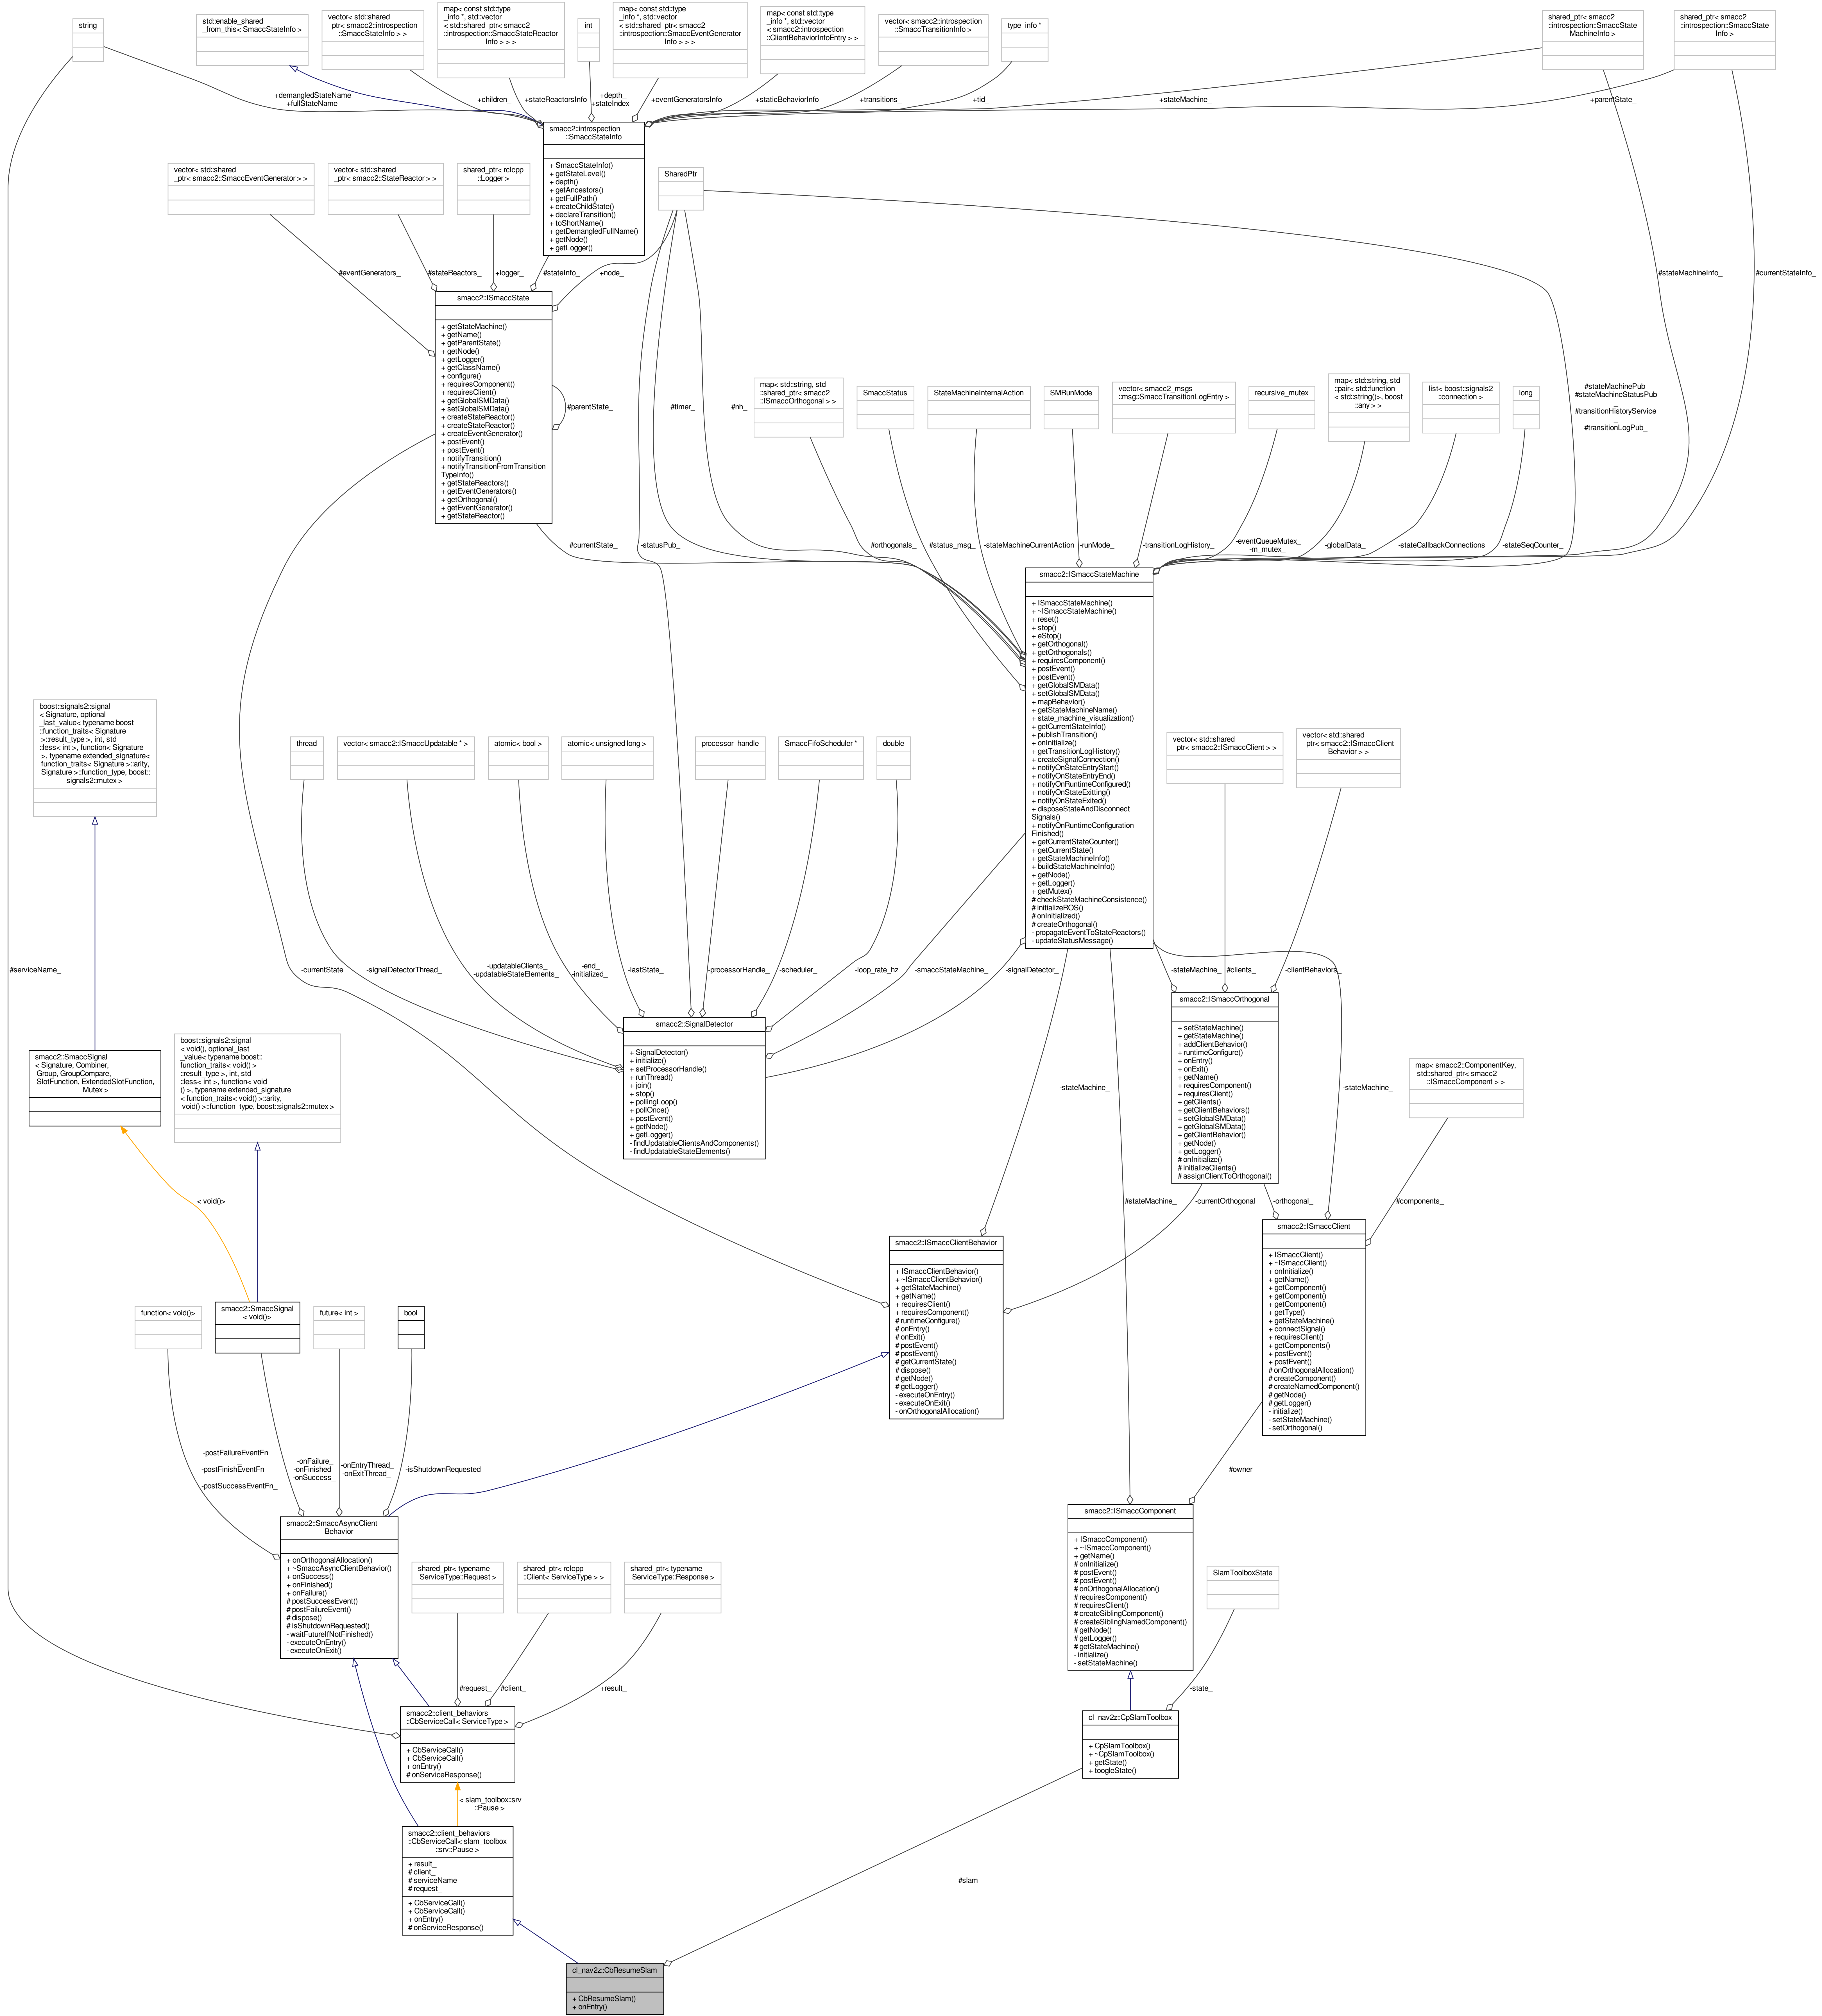 string
std::enable_shared
_from_this< SmaccStateInfo >
vector< std::shared
_ptr< smacc2::introspection
::SmaccStateInfo > >
map< const std::type
_info *, std::vector
< std::shared_ptr< smacc2
::introspection::SmaccStateReactor
Info > > >
int
map< const std::type
_info *, std::vector
< std::shared_ptr< smacc2
::introspection::SmaccEventGenerator
Info > > >
map< const std::type
_info *, std::vector
< smacc2::introspection
::ClientBehaviorInfoEntry > >
vector< smacc2::introspection
::SmaccTransitionInfo >
type_info *
shared_ptr< smacc2
::introspection::SmaccState
MachineInfo >
shared_ptr< smacc2
::introspection::SmaccState
Info >
+demangledStateName
+fullStateName
+children_
+stateReactorsInfo
+depth_
+stateIndex_
+eventGeneratorsInfo
+staticBehaviorInfo
+transitions_
+tid_
+stateMachine_
+parentState_
smacc2::introspection
::SmaccStateInfo
+ SmaccStateInfo()
+ getStateLevel()
+ depth()
+ getAncestors()
+ getFullPath()
+ createChildState()
+ declareTransition()
+ toShortName()
+ getDemangledFullName()
+ getNode()
+ getLogger()
vector< std::shared
_ptr< smacc2::SmaccEventGenerator > >
vector< std::shared
_ptr< smacc2::StateReactor > >
shared_ptr< rclcpp
::Logger >
SharedPtr
#eventGenerators_
#stateReactors_
+logger_
#stateInfo_
+node_
#stateMachineInfo_
#currentStateInfo_
smacc2::ISmaccState
+ getStateMachine()
+ getName()
+ getParentState()
+ getNode()
+ getLogger()
+ getClassName()
+ configure()
+ requiresComponent()
+ requiresClient()
+ getGlobalSMData()
+ setGlobalSMData()
+ createStateReactor()
+ createStateReactor()
+ createEventGenerator()
+ postEvent()
+ postEvent()
+ notifyTransition()
+ notifyTransitionFromTransition
TypeInfo()
+ getStateReactors()
+ getEventGenerators()
+ getOrthogonal()
+ getEventGenerator()
+ getStateReactor()
#parentState_
#timer_
#nh_
map< std::string, std
::shared_ptr< smacc2
::ISmaccOrthogonal > >
SmaccStatus
StateMachineInternalAction
SMRunMode
vector< smacc2_msgs
::msg::SmaccTransitionLogEntry >
recursive_mutex
map< std::string, std
::pair< std::function
< std::string()>, boost
::any > >
list< boost::signals2
::connection >
long
#stateMachinePub_
#stateMachineStatusPub
_
#transitionHistoryService
_
#transitionLogPub_
#currentState_
-statusPub_
#orthogonals_
#status_msg_
-stateMachineCurrentAction
-runMode_
-transitionLogHistory_
-eventQueueMutex_
-m_mutex_
-globalData_
-stateCallbackConnections
-stateSeqCounter_
smacc2::ISmaccStateMachine
+ ISmaccStateMachine()
+ ~ISmaccStateMachine()
+ reset()
+ stop()
+ eStop()
+ getOrthogonal()
+ getOrthogonals()
+ requiresComponent()
+ postEvent()
+ postEvent()
+ getGlobalSMData()
+ setGlobalSMData()
+ mapBehavior()
+ getStateMachineName()
+ state_machine_visualization()
+ getCurrentStateInfo()
+ publishTransition()
+ onInitialize()
+ getTransitionLogHistory()
+ createSignalConnection()
+ notifyOnStateEntryStart()
+ notifyOnStateEntryEnd()
+ notifyOnRuntimeConfigured()
+ notifyOnStateExitting()
+ notifyOnStateExited()
+ disposeStateAndDisconnect
Signals()
+ notifyOnRuntimeConfiguration
Finished()
+ getCurrentStateCounter()
+ getCurrentState()
+ getStateMachineInfo()
+ buildStateMachineInfo()
+ getNode()
+ getLogger()
+ getMutex()
# checkStateMachineConsistence()
# initializeROS()
# onInitialized()
# createOrthogonal()
- propagateEventToStateReactors()
- updateStatusMessage()
boost::signals2::signal
< Signature, optional
_last_value< typename boost
::function_traits< Signature
>::result_type >, int, std
::less< int >, function< Signature
>, typename extended_signature<
function_traits< Signature >::arity,
Signature >::function_type, boost::
signals2::mutex >
thread
vector< smacc2::ISmaccUpdatable * >
atomic< bool >
atomic< unsigned long >
processor_handle
SmaccFifoScheduler *
double
vector< std::shared
_ptr< smacc2::ISmaccClient > >
vector< std::shared
_ptr< smacc2::ISmaccClient
Behavior > >
#serviceName_
-currentState
-signalDetectorThread_
-updatableClients_
-updatableStateElements_
-end_
-initialized_
-lastState_
-processorHandle_
-scheduler_
-loop_rate_hz
-smaccStateMachine_
-signalDetector_
-stateMachine_
#clients_
-clientBehaviors_
smacc2::SignalDetector
+ SignalDetector()
+ initialize()
+ setProcessorHandle()
+ runThread()
+ join()
+ stop()
+ pollingLoop()
+ pollOnce()
+ postEvent()
+ getNode()
+ getLogger()
- findUpdatableClientsAndComponents()
- findUpdatableStateElements()
smacc2::ISmaccOrthogonal
+ setStateMachine()
+ getStateMachine()
+ addClientBehavior()
+ runtimeConfigure()
+ onEntry()
+ onExit()
+ getName()
+ requiresComponent()
+ requiresClient()
+ getClients()
+ getClientBehaviors()
+ setGlobalSMData()
+ getGlobalSMData()
+ getClientBehavior()
+ getNode()
+ getLogger()
# onInitialize()
# initializeClients()
# assignClientToOrthogonal()
smacc2::SmaccSignal
< Signature, Combiner,
Group, GroupCompare,
SlotFunction, ExtendedSlotFunction,
Mutex >
boost::signals2::signal
< void(), optional_last
_value< typename boost::
function_traits< void() >
::result_type >, int, std
::less< int >, function< void
() >, typename extended_signature
< function_traits< void() >::arity,
void() >::function_type, boost::signals2::mutex >
-stateMachine_
-stateMachine_
map< smacc2::ComponentKey,
std::shared_ptr< smacc2
::ISmaccComponent > >
< void()>
#stateMachine_
-currentOrthogonal
-orthogonal_
#components_
smacc2::ISmaccClientBehavior
+ ISmaccClientBehavior()
+ ~ISmaccClientBehavior()
+ getStateMachine()
+ getName()
+ requiresClient()
+ requiresComponent()
# runtimeConfigure()
# onEntry()
# onExit()
# postEvent()
# postEvent()
# getCurrentState()
# dispose()
# getNode()
# getLogger()
- executeOnEntry()
- executeOnExit()
- onOrthogonalAllocation()
smacc2::ISmaccClient
+ ISmaccClient()
+ ~ISmaccClient()
+ onInitialize()
+ getName()
+ getComponent()
+ getComponent()
+ getComponent()
+ getType()
+ getStateMachine()
+ connectSignal()
+ requiresClient()
+ getComponents()
+ postEvent()
+ postEvent()
# onOrthogonalAllocation()
# createComponent()
# createNamedComponent()
# getNode()
# getLogger()
- initialize()
- setStateMachine()
- setOrthogonal()
function< void()>
smacc2::SmaccSignal
< void()>
future< int >
bool
-postFailureEventFn
_
-postFinishEventFn
_
-postSuccessEventFn_
-onFailure_
-onFinished_
-onSuccess_
-onEntryThread_
-onExitThread_
-isShutdownRequested_
#owner_
smacc2::SmaccAsyncClient
Behavior
+ onOrthogonalAllocation()
+ ~SmaccAsyncClientBehavior()
+ onSuccess()
+ onFinished()
+ onFailure()
# postSuccessEvent()
# postFailureEvent()
# dispose()
# isShutdownRequested()
- waitFutureIfNotFinished()
- executeOnEntry()
- executeOnExit()
smacc2::ISmaccComponent
+ ISmaccComponent()
+ ~ISmaccComponent()
+ getName()
# onInitialize()
# postEvent()
# postEvent()
# onOrthogonalAllocation()
# requiresComponent()
# requiresClient()
# createSiblingComponent()
# createSiblingNamedComponent()
# getNode()
# getLogger()
# getStateMachine()
- initialize()
- setStateMachine()
shared_ptr< typename
ServiceType::Request >
shared_ptr< rclcpp
::Client< ServiceType > >
shared_ptr< typename
ServiceType::Response >
SlamToolboxState
#request_
#client_
+result_
-state_
smacc2::client_behaviors
::CbServiceCall< ServiceType >
+ CbServiceCall()
+ CbServiceCall()
+ onEntry()
# onServiceResponse()
cl_nav2z::CpSlamToolbox
+ CpSlamToolbox()
+ ~CpSlamToolbox()
+ getState()
+ toogleState()
< slam_toolbox::srv
::Pause >
smacc2::client_behaviors
::CbServiceCall< slam_toolbox
::srv::Pause >
+ result_
# client_
# serviceName_
# request_
+ CbServiceCall()
+ CbServiceCall()
+ onEntry()
# onServiceResponse()
#slam_
cl_nav2z::CbResumeSlam
+ CbResumeSlam()
+ onEntry()